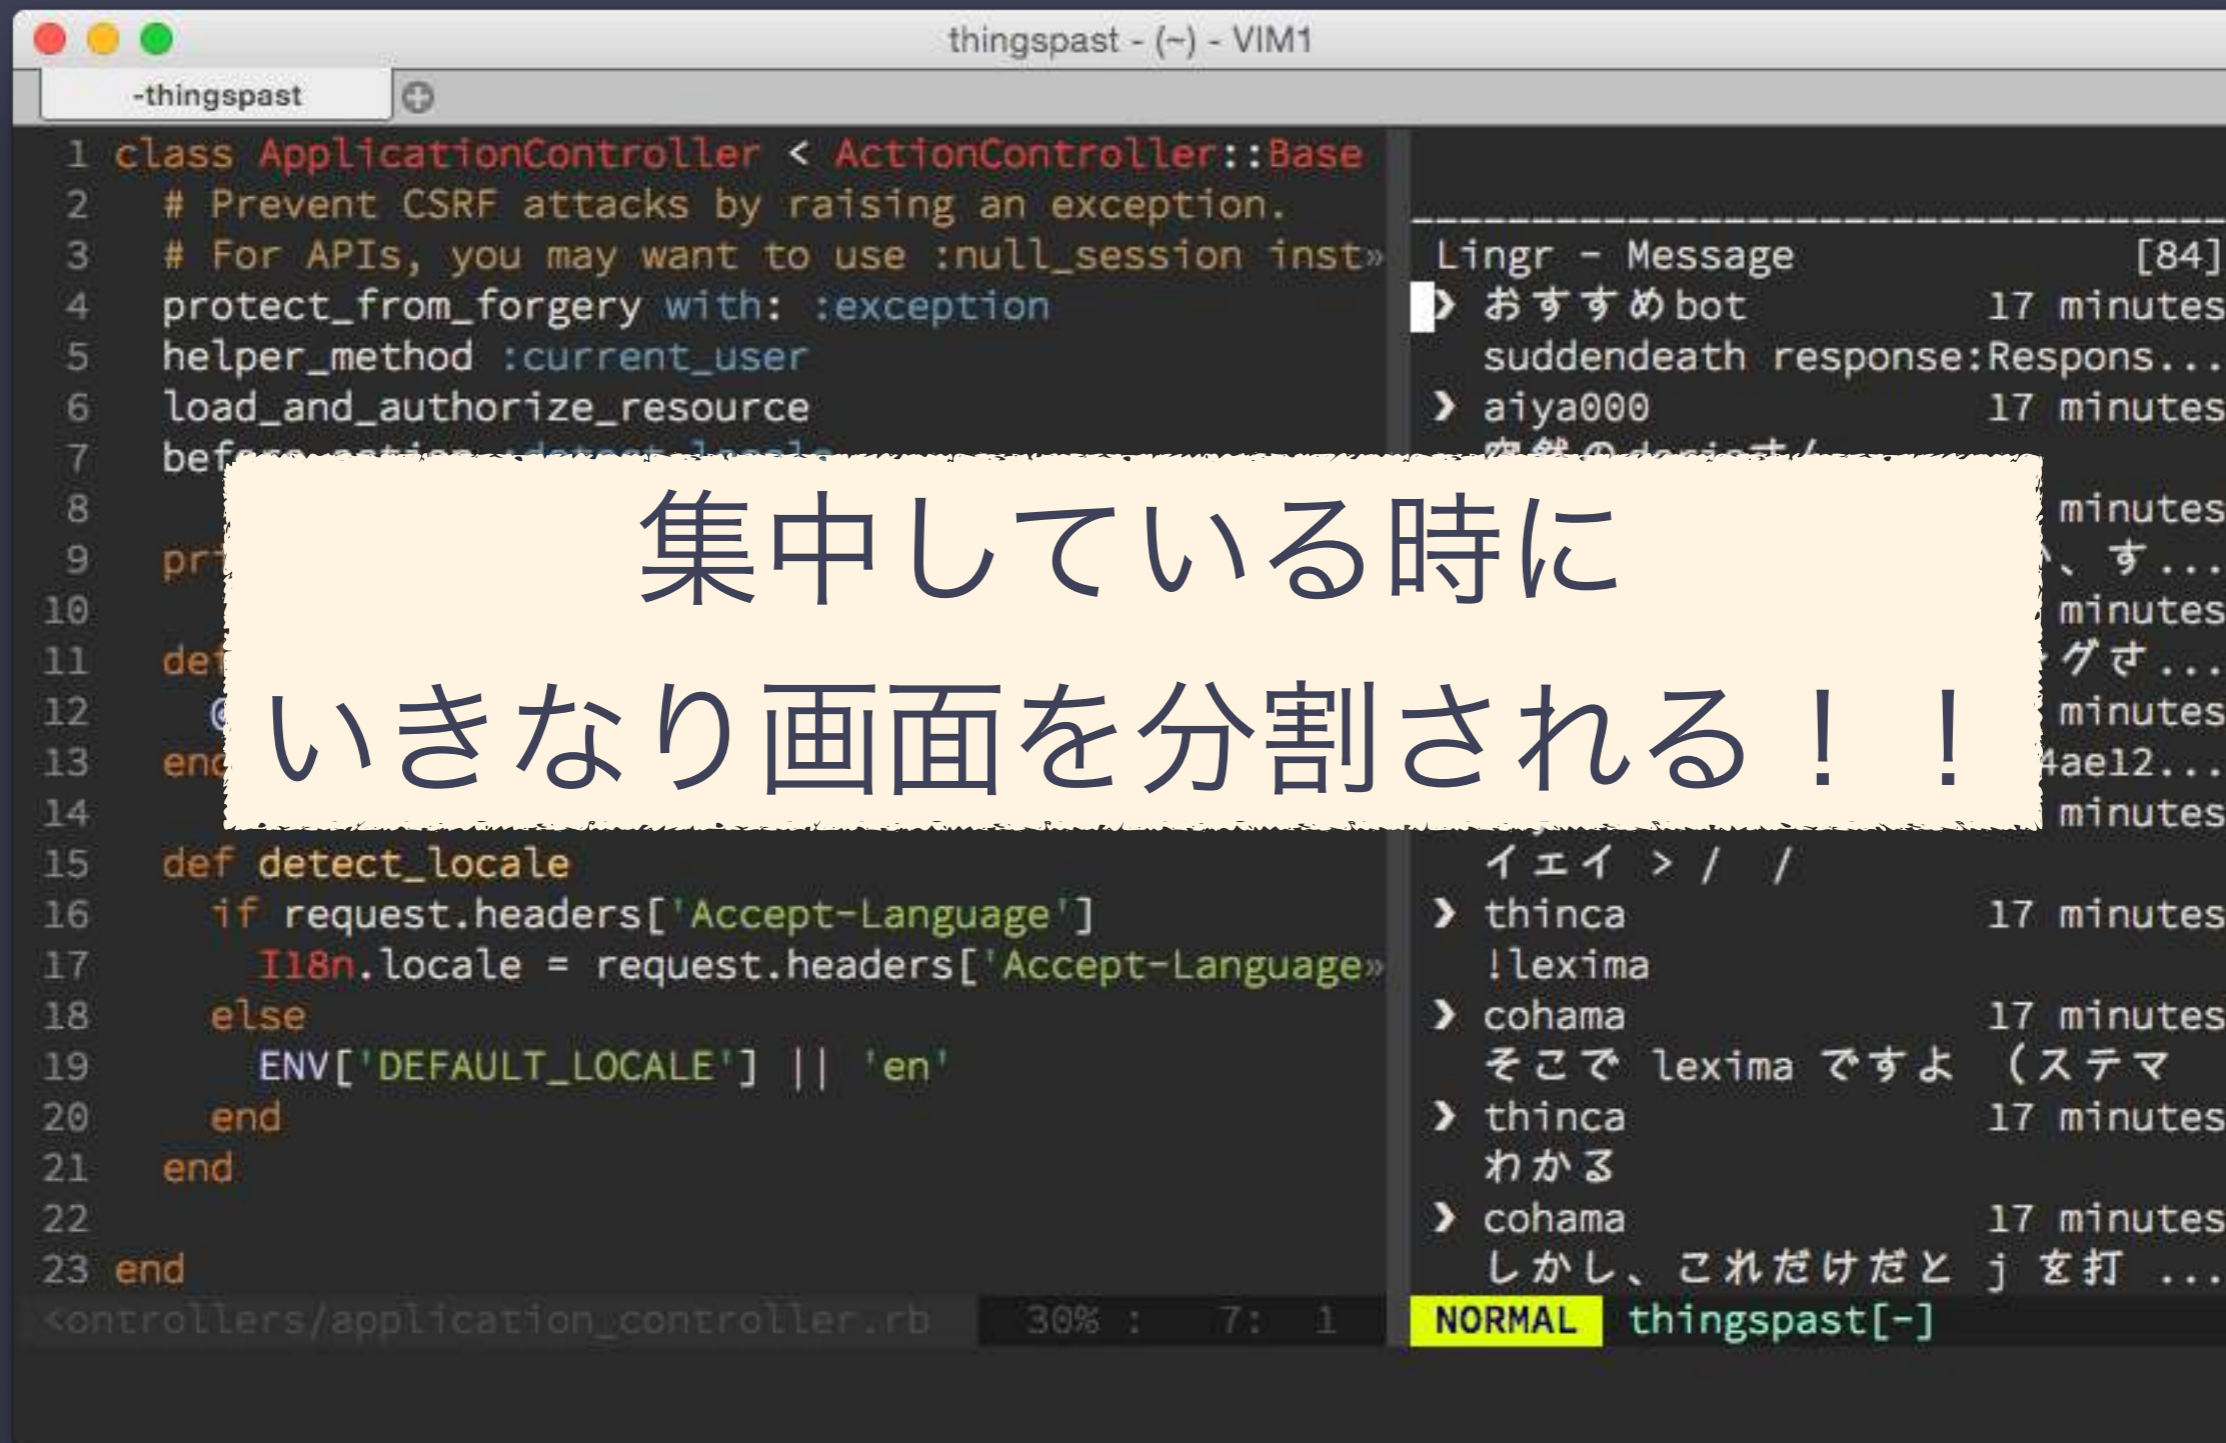 thingspast - (~) - VIM1
-thingspast
1 class ApplicationController < ActionController::Base
2 # Prevent CSRF attacks by raising an exception.
3 # For APIs, you may want to use :null_session inst»
4 protect_from_forgery with: :exception
5 helper_method :current_user
6 load_and_authorize_resource
7
8
9
10
11
12
13
14
15 def detect_locale
16 if request.headers['Accept-Language']
17 I18n.locale = request.headers['Accept-Language»
18 else
19 ENV['DEFAULT_LOCALE'] || 'en'
20 end
21 end
22
23 end
<ontrollers/application_controller.rb 30% : 7: 1
Lingr - Message [84]
❯ おすすめbot 17 minutes
suddendeath response:Respons...
❯ aiya000 17 minutes
minutes
、す...
minutes
グさ...
minutes
4ae12...
minutes
イェイ > / /
❯ thinca 17 minutes
!lexima
❯ cohama 17 minutes
そこで lexima ですよ （ステマ
❯ thinca 17 minutes
わかる
❯ cohama 17 minutes
しかし、これだけだと j を打 ...
NORMAL thingspast[-]
集中している時に
いきなり画面を分割される！！